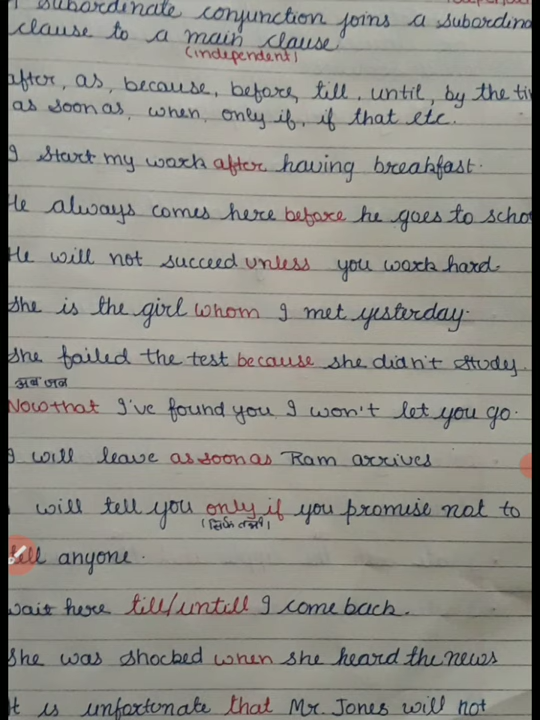 subordinate conjunction joins a subordina
clause to a main clause
(independent)
after, as, because, before, till, until, by the ti
as soon as, when, only if, if that etc.
I start my work after having breakfast.
He always comes here before he goes to scho
He will not succeed unless you work hard.
She is the girl whom I met yesterday.
She failed the test because she didn't study.
अब जब
Now that I've found you I won't let you go.
I will leave as soon as Ram arrives
will tell you only if you promise not to
(सिर्फ तभी)
tell anyone.
wait here till/untill I come back.
She was shocked when she heard the news
It is unfortunate that Mr. Jones will not